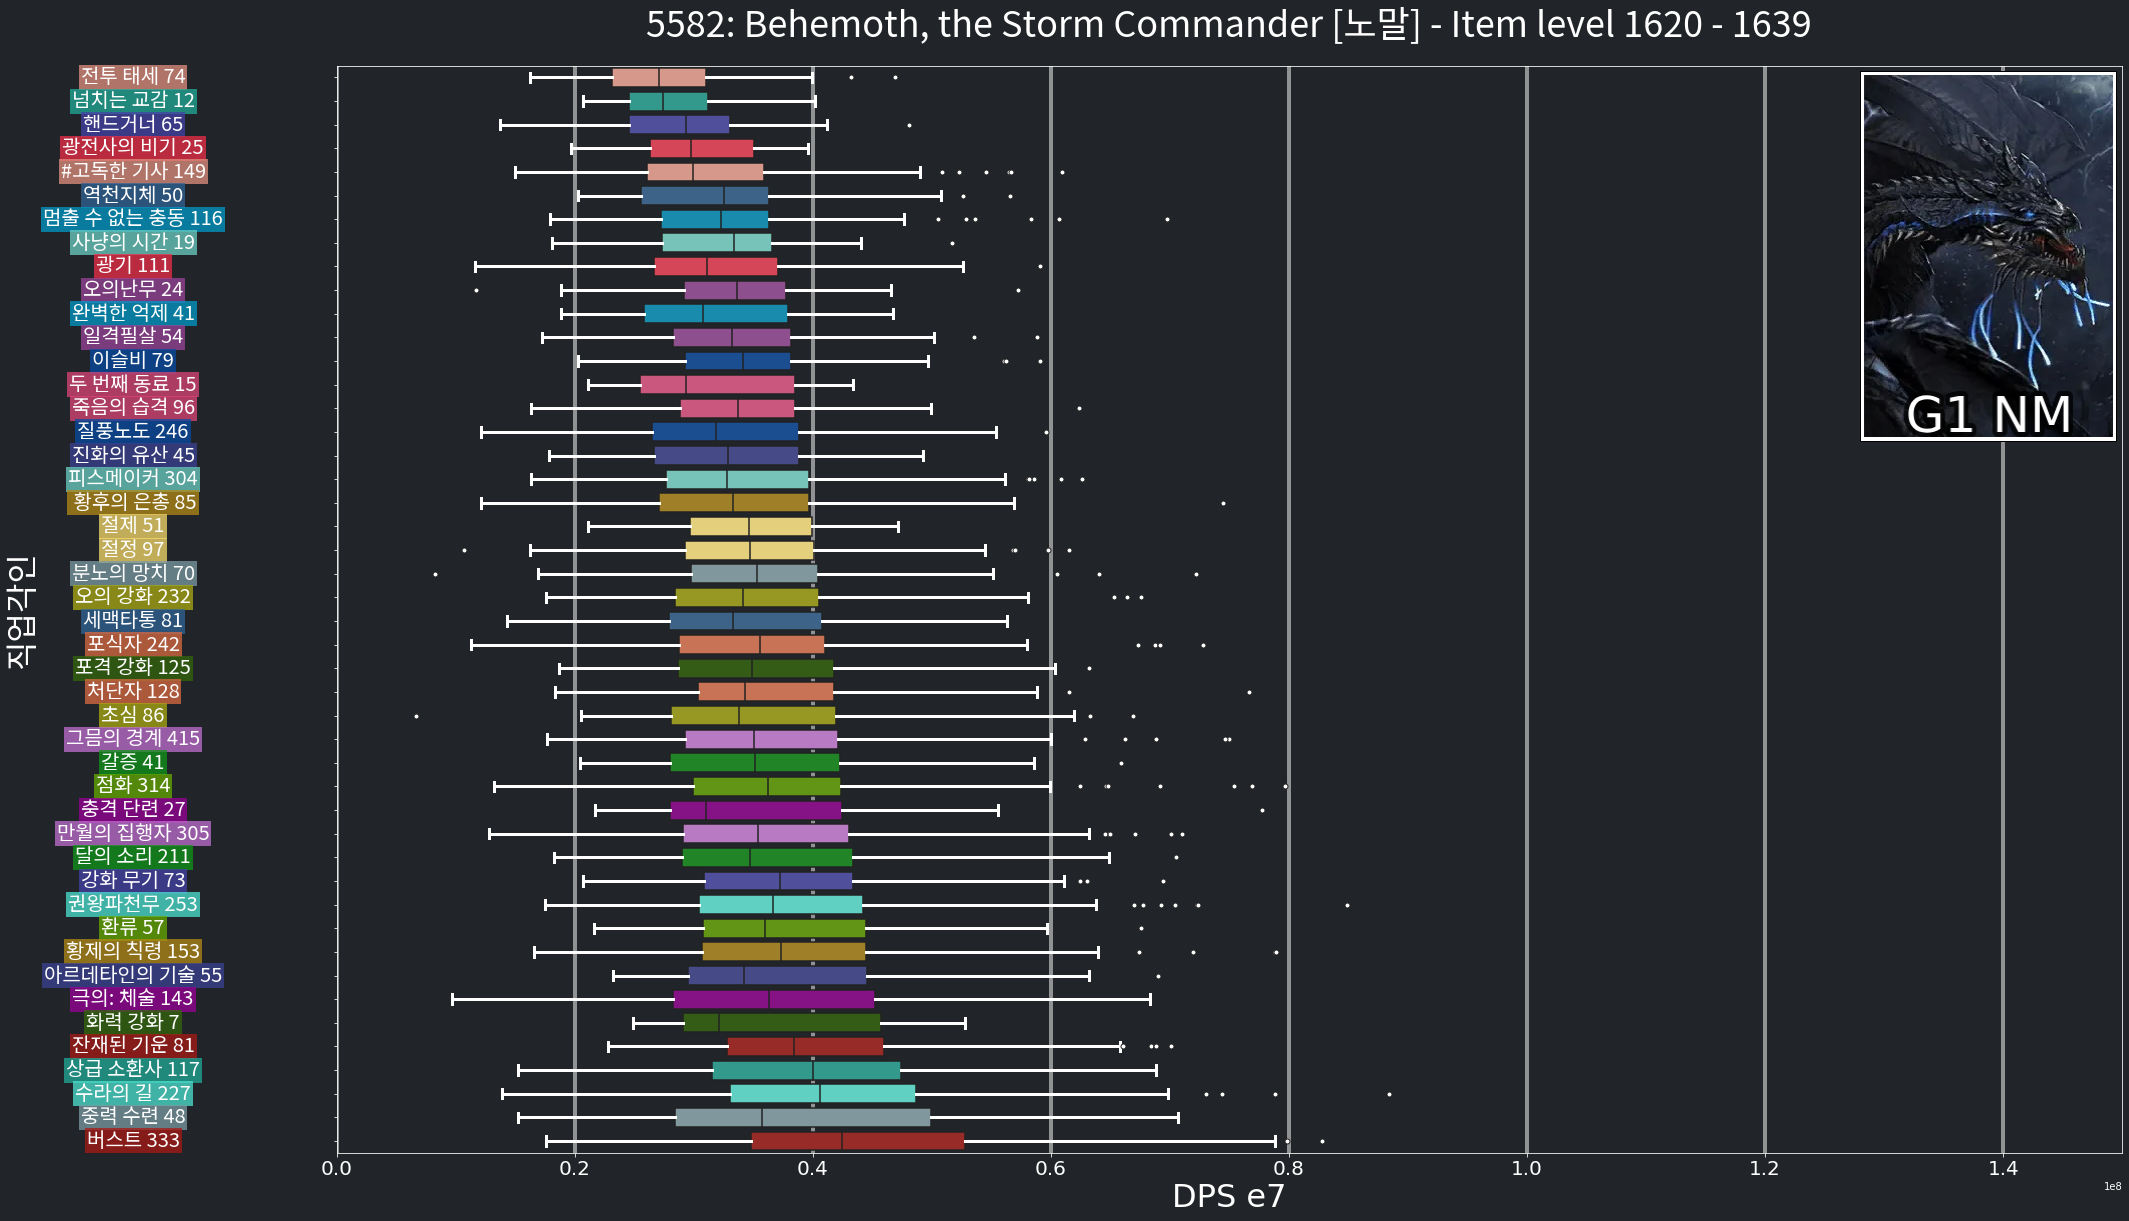 5582: Behemoth, the Storm Commander [노말] - Item level 1620 - 1639
전투 태세 74
넘치는 교감 12
핸드거너 65
광전사의 비기 25
#고독한 기사 149
역천지체 50
멈출 수 없는 충동 116
사냥의 시간 19
광기 111
오의난무 24
완벽한 억제 41
일격필살 54
이슬비 79
두 번째 동료 15
죽음의 습격 96
질풍노도 246
진화의 유산 45
피스메이커 304
황후의 은총 85
절제 51
절정 97
분노의 망치 70
오의 강화 232
세맥타통 81
포식자 242
포격 강화 125
처단자 128
초심 86
그믐의 경계 415
갈증 41
점화 314
충격 단련 27
만월의 집행자 305
달의 소리 211
강화 무기 73
권왕파천무 253
환류 57
황제의 칙령 153
아르데타인의 기술 55
극의: 체술 143
화력 강화 7
잔재된 기운 81
상급 소환사 117
수라의 길 227
중력 수련 48
버스트 333
직업각인
G1 NM
0.0 0.2 0.4 0.6 0.8 1.0 1.2 1.4
1e8
DPS e7